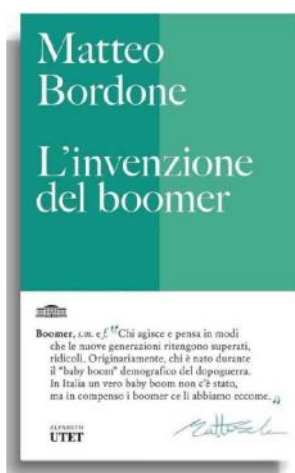 Matteo
Bordone
L'invenzione
del boomer
Boomer, s.m. e f. “Chi agisce e pensa in modi
che le nuove generazioni ritengono superati,
ridicoli. Originariamente, chi è nato durante
il “baby boom” demografico del dopoguerra.
In Italia un vero baby boom non c'è stato,
ma in compenso i boomer ce li abbiamo eccome.„
ALFABETO
UTET